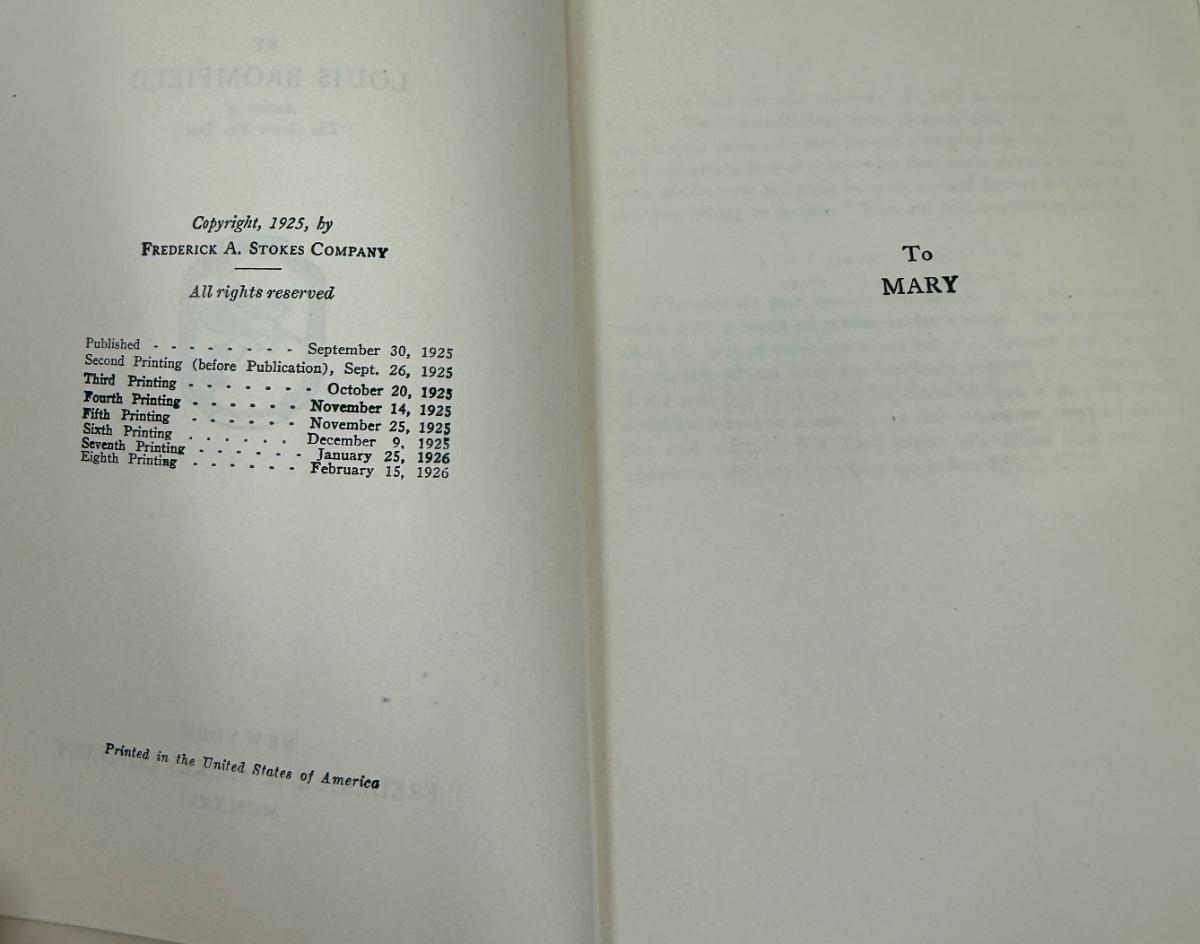 Copyright, 1925, by
FREDERICK A. STOKES COMPANY
All rights reserved
Published - - - - - - - - September 30, 1925
Second Printing (before Publication), Sept. 26, 1925
Third Printing - - - - - - - October 20, 1925
Fourth Printing - - - - - - November 14, 1925
Fifth Printing - - - - - - November 25, 1925
Sixth Printing - - - - - - December 9, 1925
Seventh Printing - - - - - - January 25, 1926
Eighth Printing - - - - - - February 15, 1926
Printed in the United States of America
To
MARY